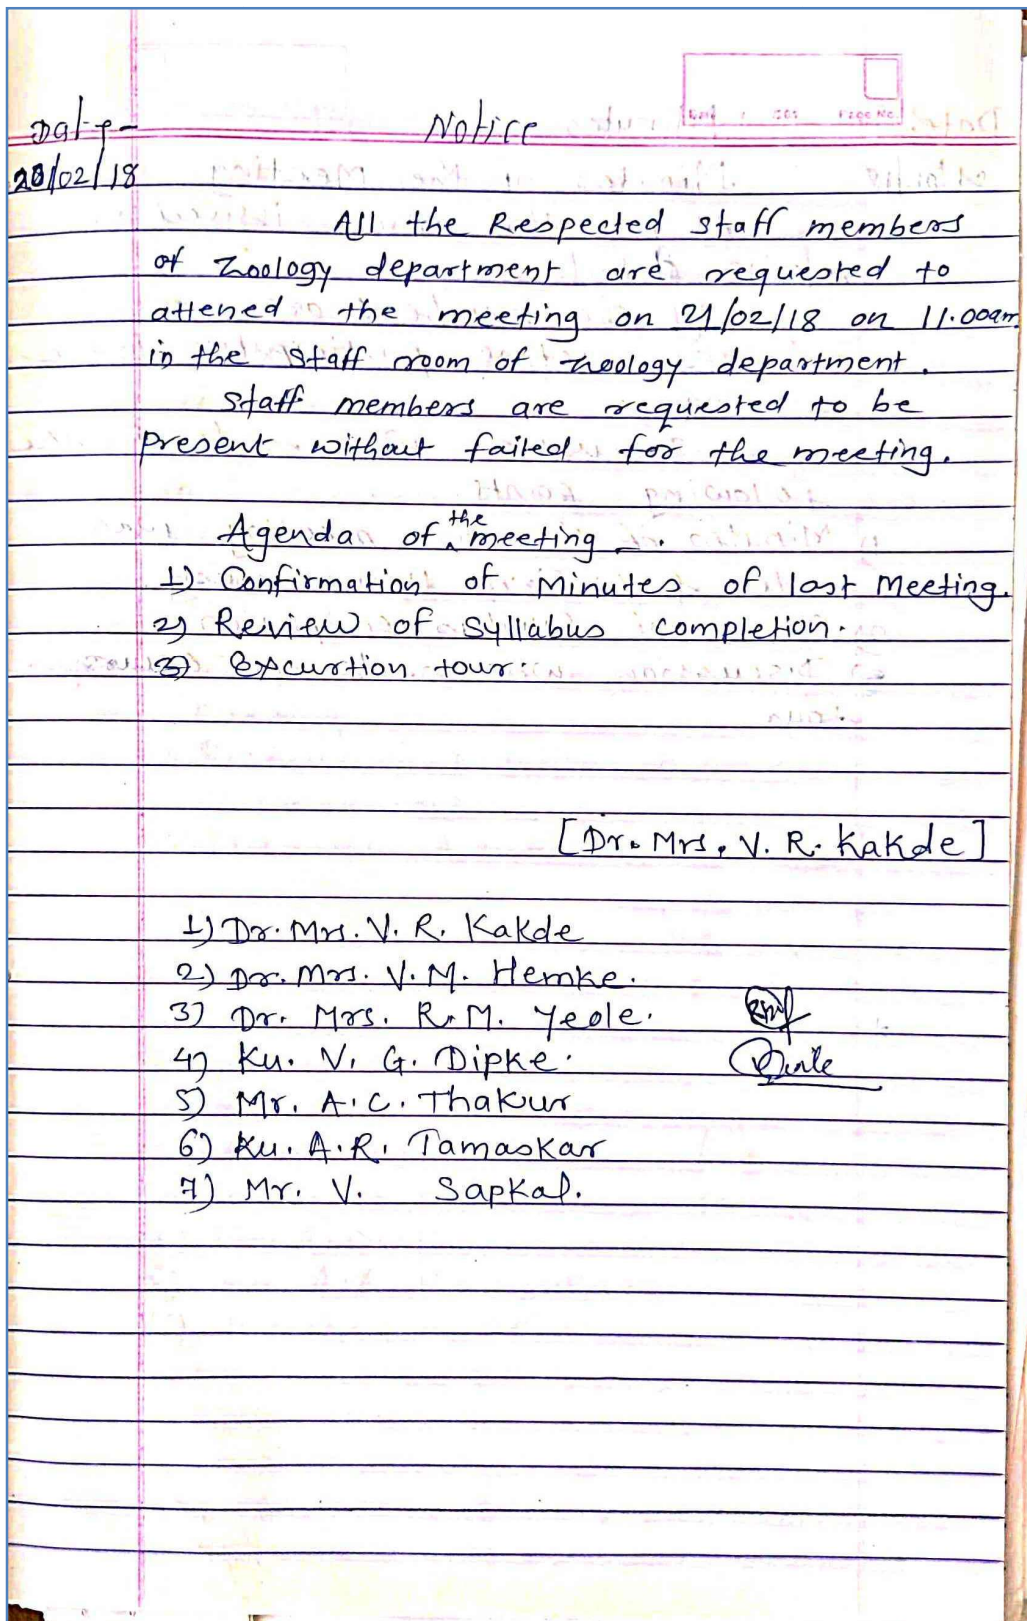 Date- Notice
20/02/18
All the Respected staff members
of Zoology department are requested to
attened the meeting on 21/02/18 on 11.00am
in the staff room of zoology department.
Staff members are requested to be
present without failed for the meeting.
Agenda of the meeting -.
1) Confirmation of Minutes of last Meeting.
2) Review of Syllabus completion.
3) Excurtion tour.
[Dr. Mrs. V. R. Kakde]
1) Dr. Mrs. V. R. Kakde
2) Dr. Mrs. V. M. Hemke.
3) Dr. Mrs. R. M. Yeole.
4) Ku. V. G. Dipke.
5) Mr. A. C. Thakur
6) Ku. A. R. Tamaskar
7) Mr. V. Sapkal.